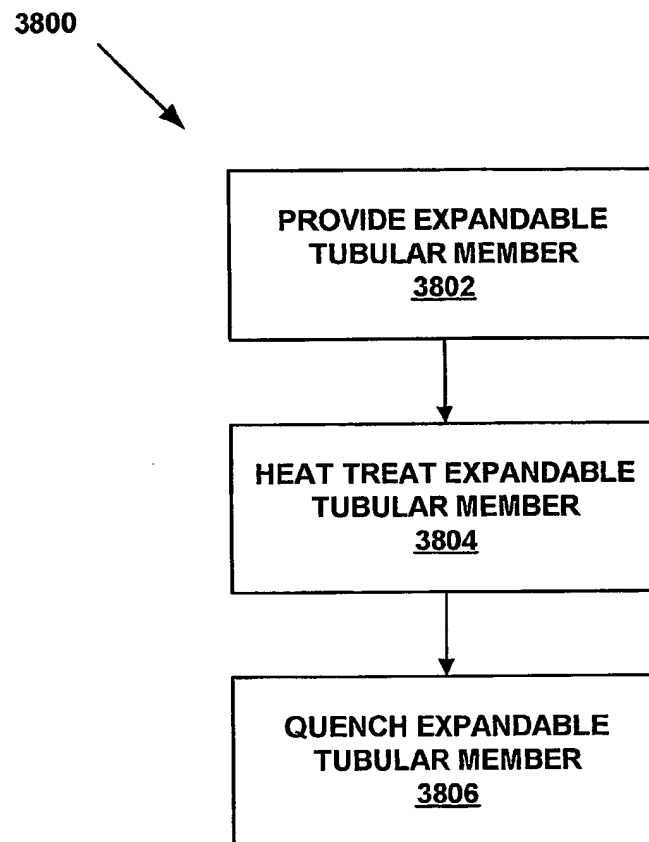 3800
PROVIDE EXPANDABLE
TUBULAR MEMBER
3802
HEAT TREAT EXPANDABLE
TUBULAR MEMBER
3804
QUENCH EXPANDABLE
TUBULAR MEMBER
3806